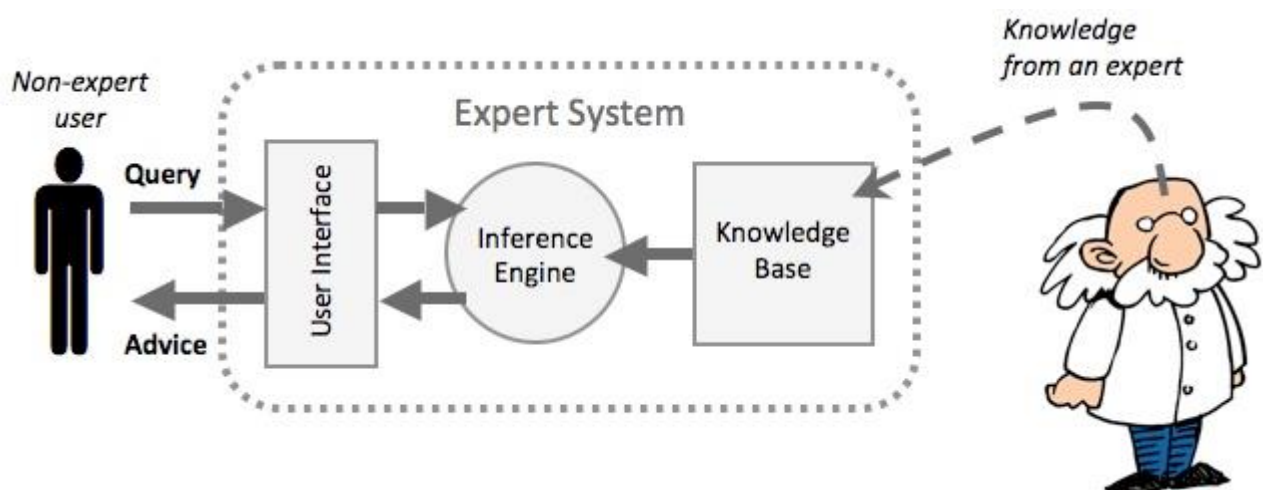 Non-expert
user
Query
Advice
Expert System
User Interface
Inference
Engine
Knowledge
Base
Knowledge
from an expert